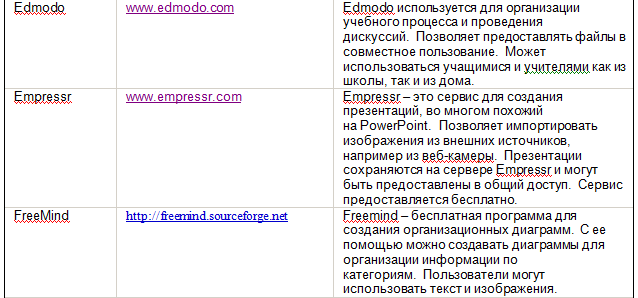 Edmodo www.edmodo.com Edmodo используется для организации
учебного процесса и проведения
дискуссий. Позволяет предоставлять файлы в
совместное пользование. Может
использоваться учащимися и учителями как из
школы, так и из дома.
Empressr www.empressr.com Empressr – это сервис для создания
презентаций, во многом похожий
на PowerPoint. Позволяет импортировать
изображения из внешних источников,
например из веб-камеры. Презентации
сохраняются на сервере Empressr и могут
быть предоставлены в общий доступ. Сервис
предоставляется бесплатно.
FreeMind http://freemind.sourceforge.net Freemind – бесплатная программа для
создания организационных диаграмм. С ее
помощью можно создавать диаграммы для
организации информации по
категориям. Пользователи могут
использовать текст и изображения.